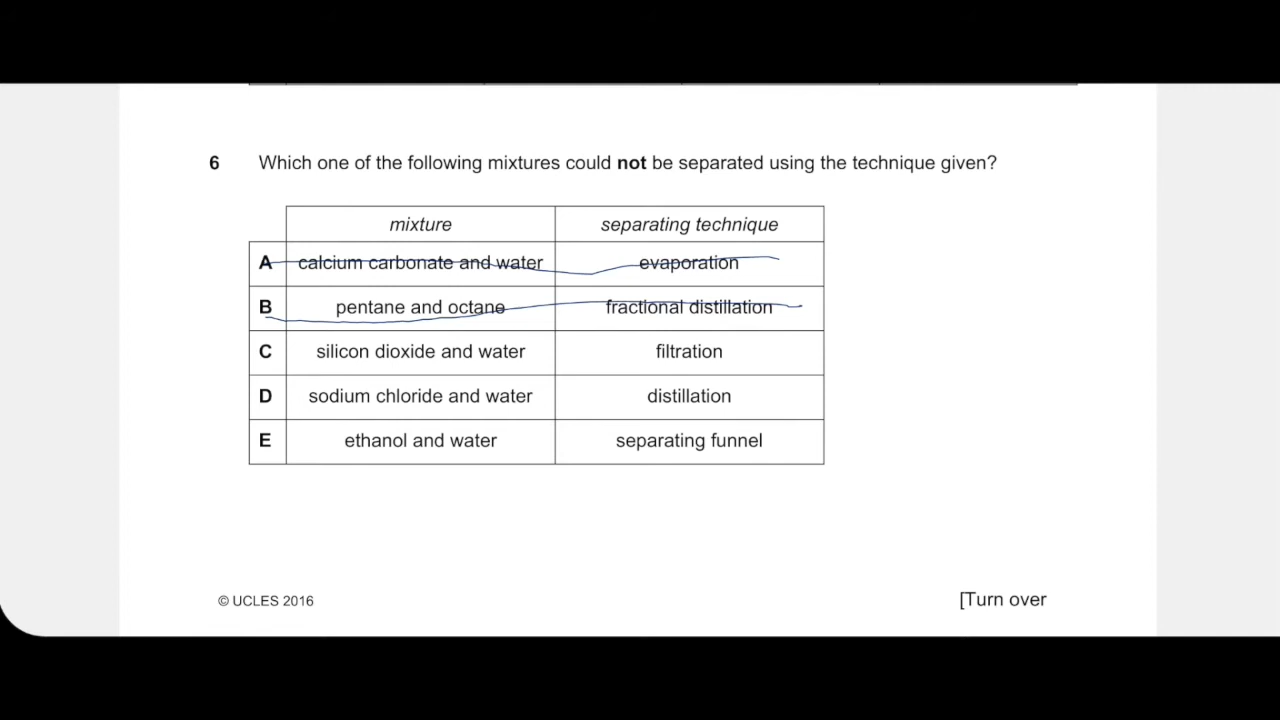 6 Which one of the following mixtures could not be separated using the technique given?
mixture separating technique
A calcium carbonate and water evaporation
B pentane and octane fractional distillation
C silicon dioxide and water filtration
D sodium chloride and water distillation
E ethanol and water separating funnel
© UCLES 2016 [Turn over